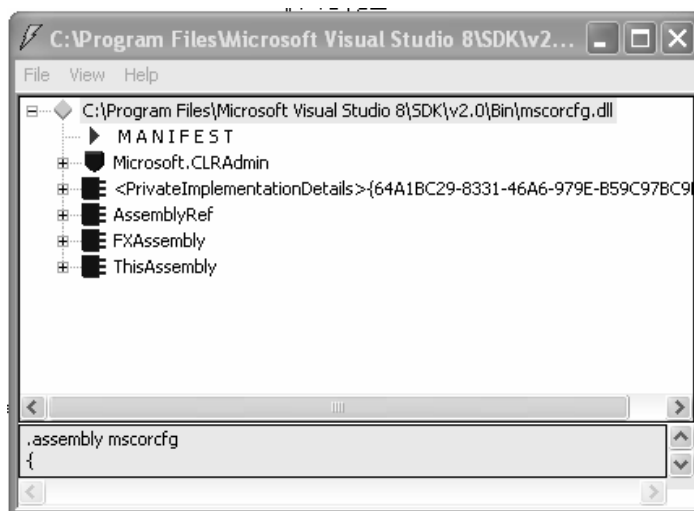 C:\Program Files\Microsoft Visual Studio 8\SDK\v2...
File View Help
C:\Program Files\Microsoft Visual Studio 8\SDK\v2.0\Bin\mscorcfg.dll
M A N I F E S T
Microsoft.CLRAdmin
<PrivateImplementationDetails>{64A1BC29-8331-46A6-979E-B59C97BC9
AssemblyRef
FXAssembly
ThisAssembly
.assembly mscorcfg
{